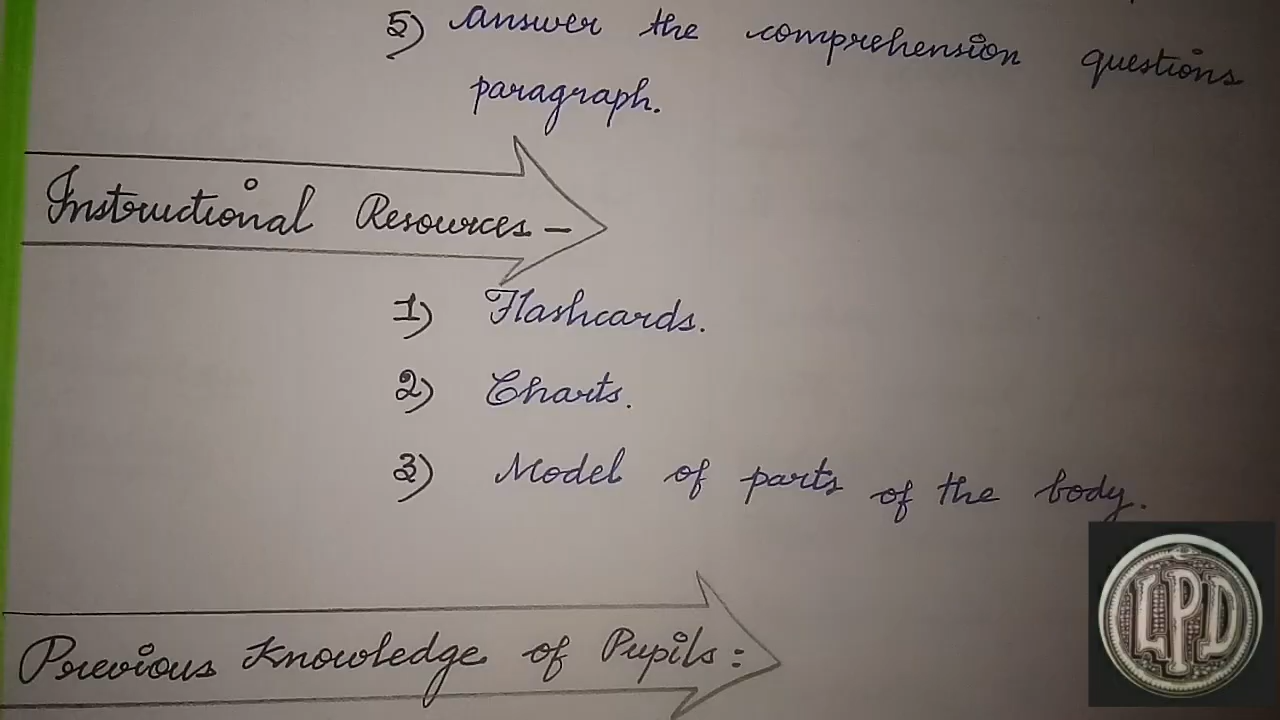 5) Answer the comprehension questions
paragraph.
Instructional Resources -
1) Flashcards.
2) Charts.
3) Model of parts of the body.
Previous Knowledge of Pupils:
LPD